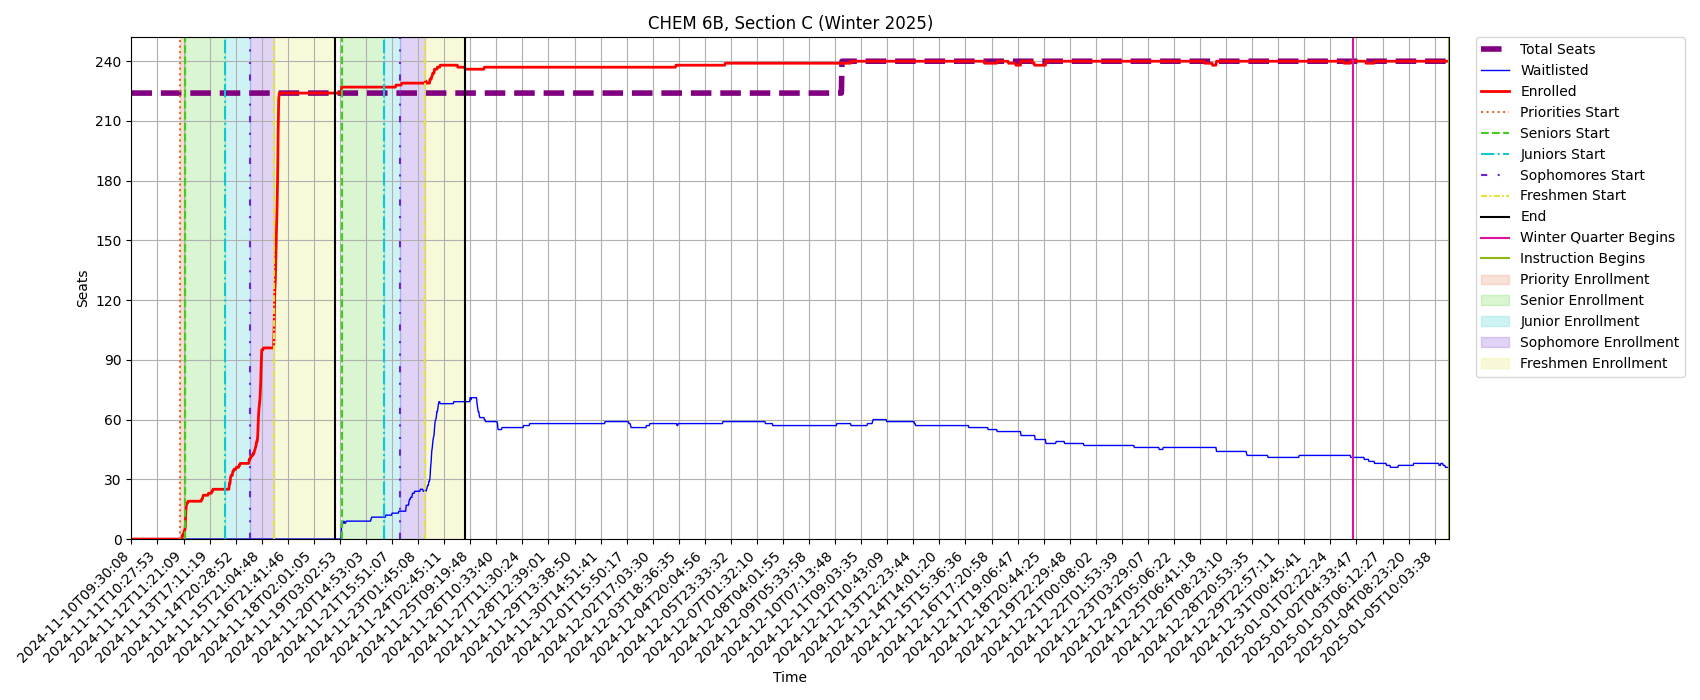 CHEM 6B, Section C (Winter 2025)
Seats
240
210
180
150
120
90
60
30
0
2024-11-10T09:30:08
2024-11-11T10:27:53
2024-11-12T11:21:09
2024-11-13T17:11:19
2024-11-14T20:28:52
2024-11-15T21:04:48
2024-11-16T21:41:46
2024-11-18T02:01:05
2024-11-19T03:02:53
2024-11-20T14:53:03
2024-11-21T15:51:07
2024-11-24T01:45:08
2024-11-24T02:45:11
2024-11-25T02:19:48
2024-11-26T10:33:40
2024-11-27T11:30:24
2024-11-28T12:39:01
2024-11-29T13:38:50
2024-11-30T14:51:41
2024-12-01T15:50:17
2024-12-02T17:03:30
2024-12-03T18:36:35
2024-12-04T20:04:56
2024-12-05T23:33:32
2024-12-07T01:32:10
2024-12-08T04:01:55
2024-12-09T05:33:58
2024-12-10T07:13:48
2024-12-11T09:03:35
2024-12-12T10:43:09
2024-12-13T12:23:44
2024-12-14T14:01:20
2024-12-15T15:36:36
2024-12-16T17:20:58
2024-12-17T19:06:47
2024-12-18T20:44:25
2024-12-19T22:29:48
2024-12-21T00:08:02
2024-12-22T01:53:39
2024-12-23T03:29:07
2024-12-24T05:06:22
2024-12-25T06:41:18
2024-12-26T08:23:10
2024-12-28T20:53:35
2024-12-29T22:57:11
2024-12-31T00:45:41
2025-01-01T02:22:24
2025-01-02T04:33:47
2025-01-03T06:12:27
2025-01-04T08:23:20
2025-01-05T10:03:38
Time
Total Seats
Waitlisted
Enrolled
Priorities Start
Seniors Start
Juniors Start
Sophomores Start
Freshmen Start
End
Winter Quarter Begins
Instruction Begins
Priority Enrollment
Senior Enrollment
Junior Enrollment
Sophomore Enrollment
Freshmen Enrollment